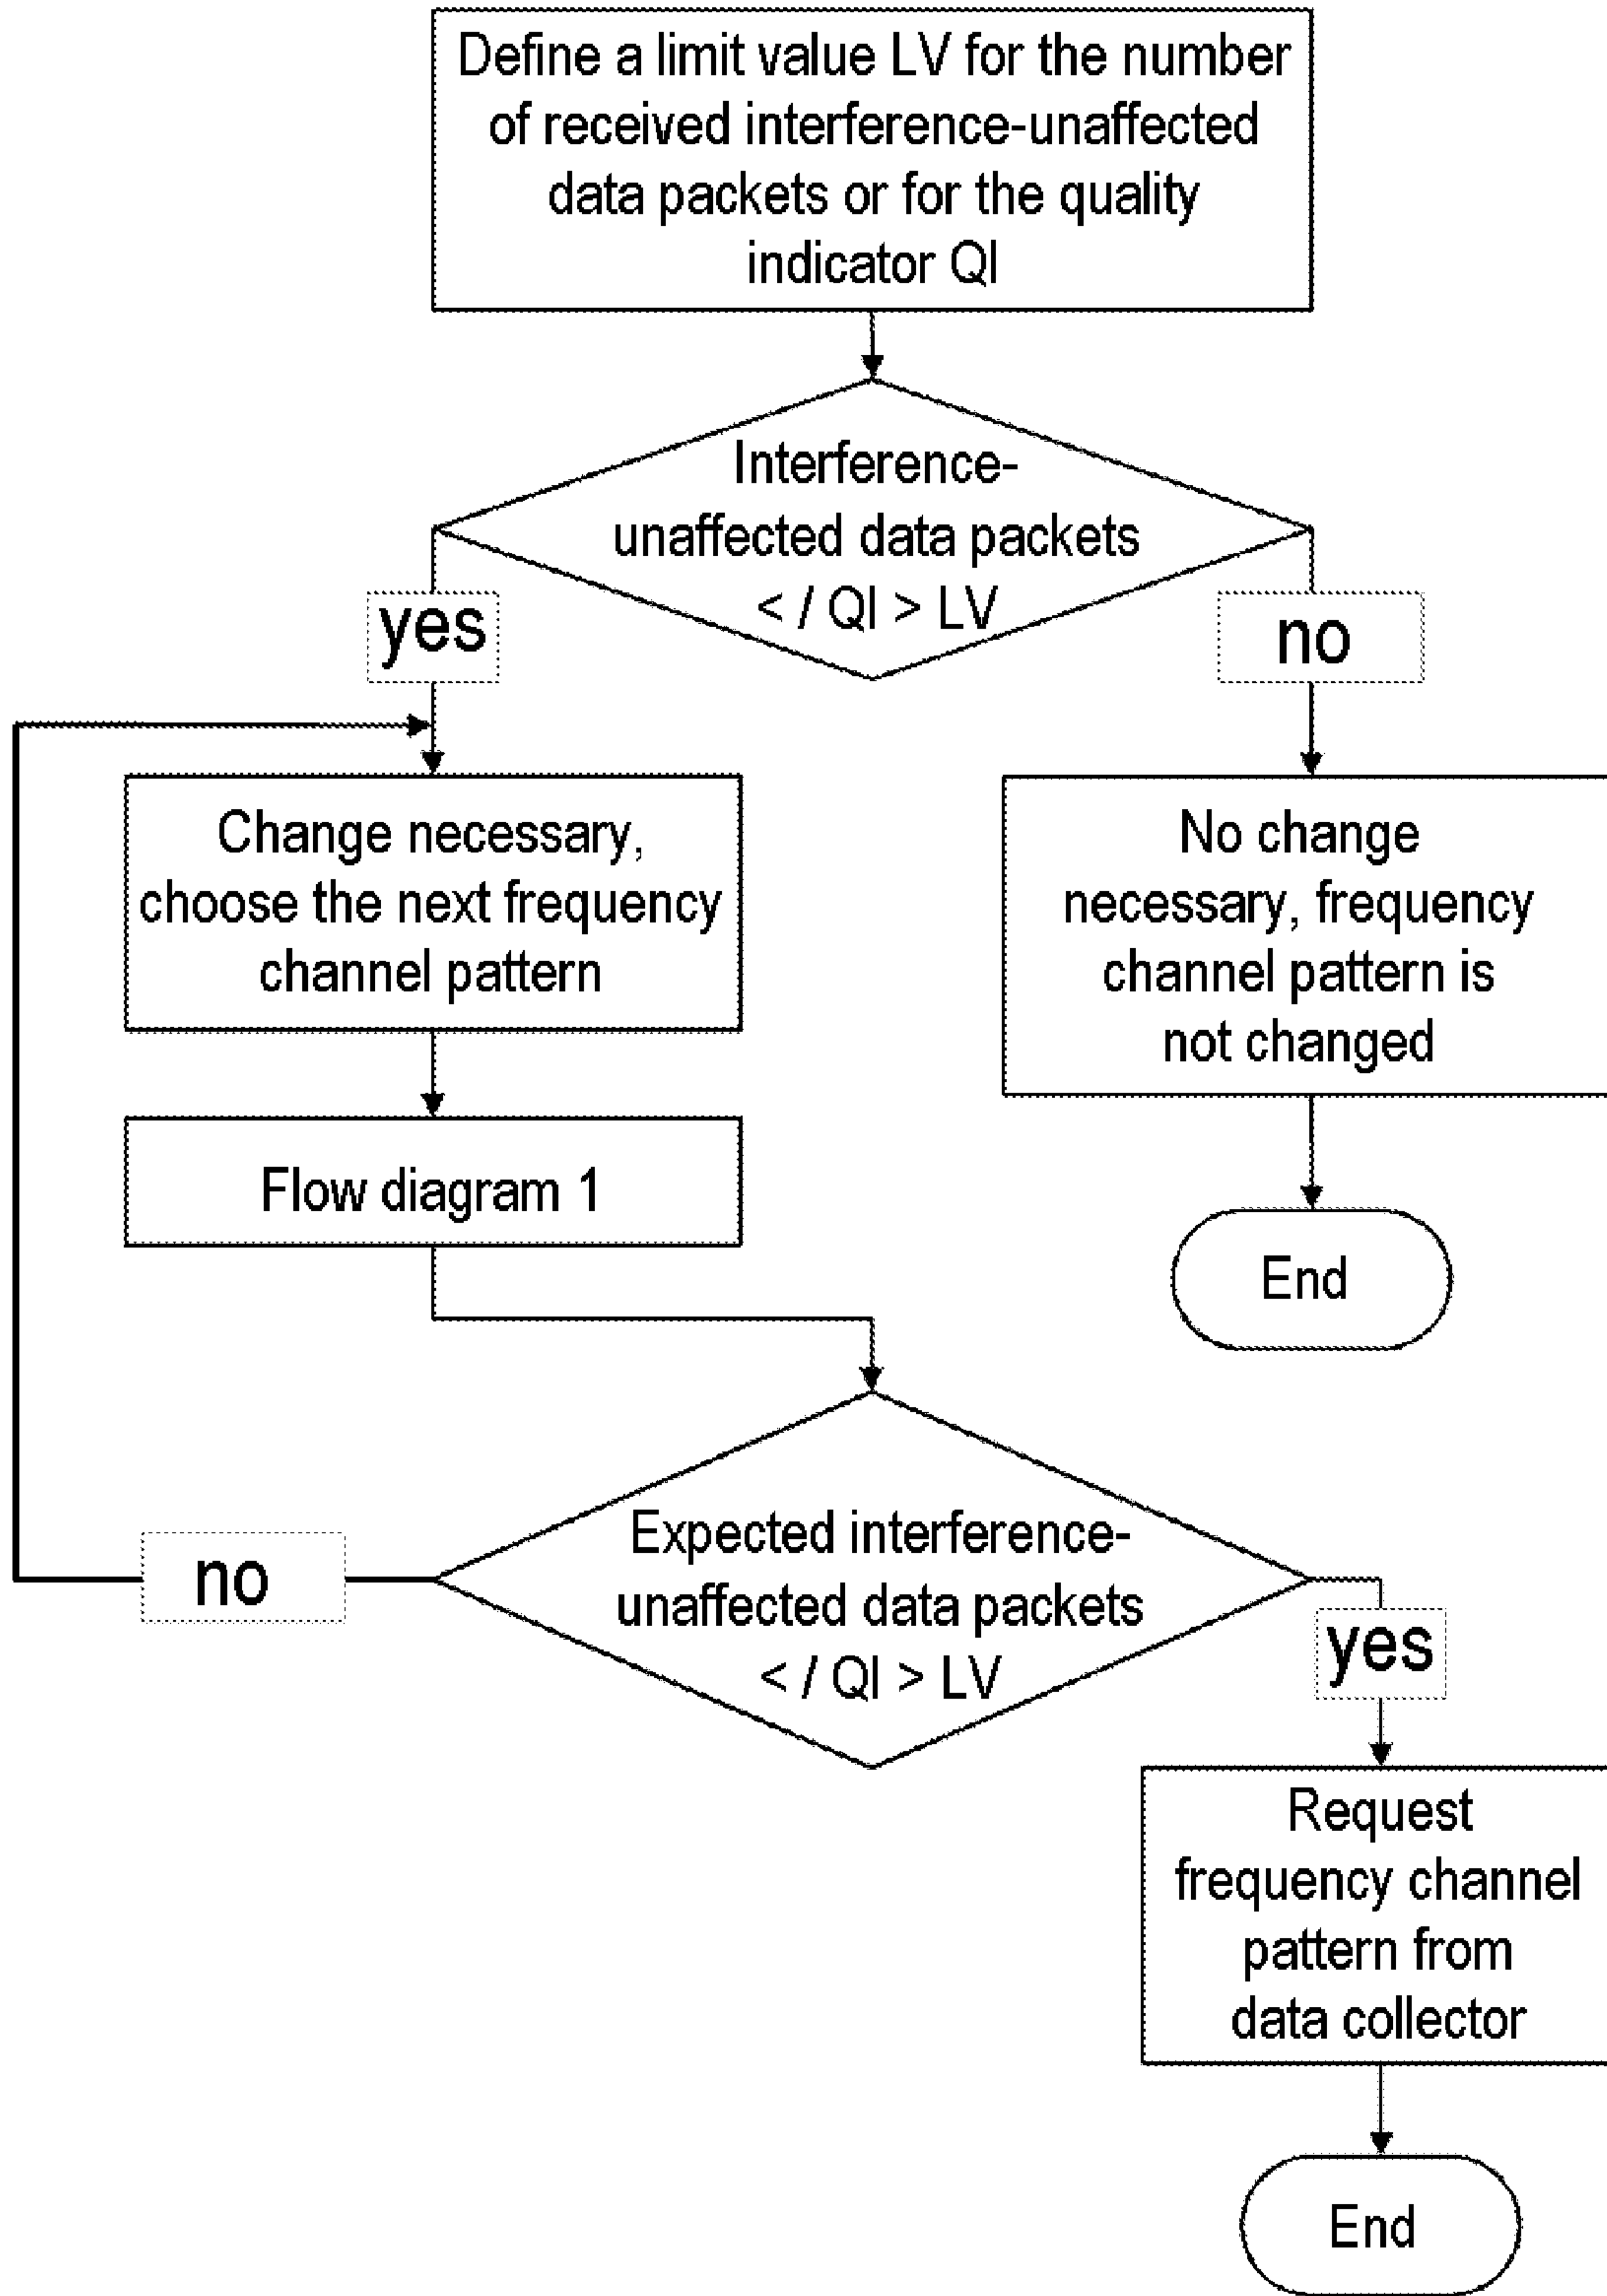 Define a limit value LV for the number
of received interference-unaffected
data packets or for the quality
indicator QI
Interference-
unaffected data packets
< / QI > LV
yes
no
Change necessary,
choose the next frequency
channel pattern
No change
necessary, frequency
channel pattern is
not changed
Flow diagram 1
End
Expected interference-
unaffected data packets
< / QI > LV
no
yes
Request
frequency channel
pattern from
data collector
End